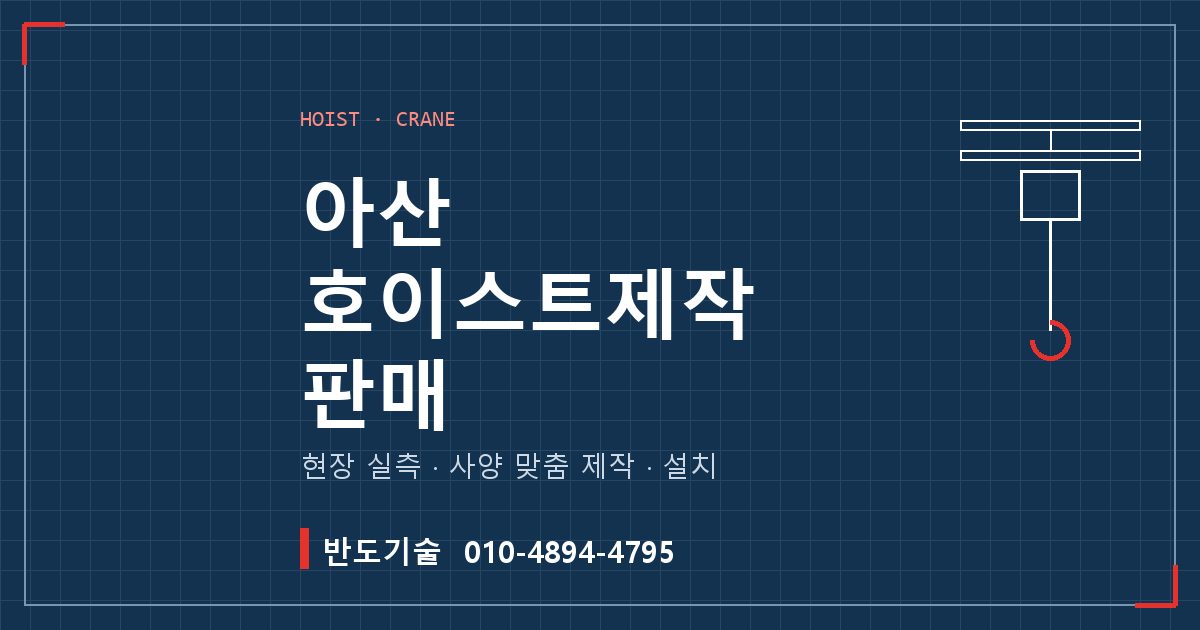 HOIST · CRANE
아산
호이스트제작
판매
현장 실측 · 사양 맞춤 제작 · 설치
반도기술 010-4894-4795